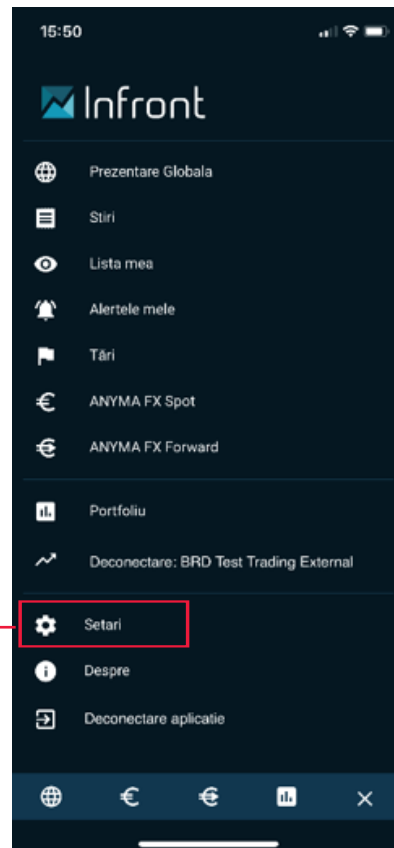 15:50
Infront
Prezentare Globala
Stiri
Lista mea
Alertele mele
Tări
ANYMA FX Spot
ANYMA FX Forward
Portfoliu
Deconectare: BRD Test Trading External
Setari
Despre
Deconectare aplicatie